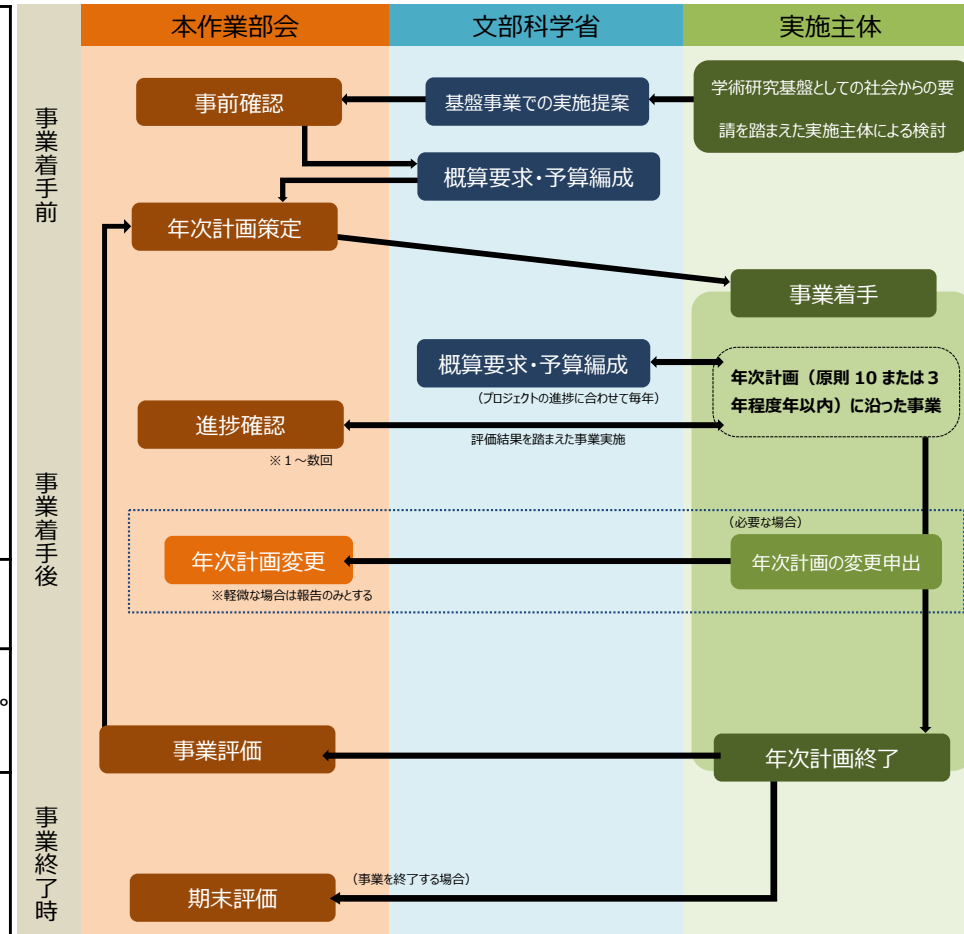 本作業部会
文部科学省
実施主体
事業着手前
事前確認
基盤事業での実施提案
学術研究基盤としての社会からの要
請を踏まえた実施主体による検討
概算要求・予算編成
年次計画策定
事業着手
事業着手後
概算要求・予算編成
（プロジェクトの進捗に合わせて毎年）
年次計画（原則 10 または３
年程度年以内）に沿った事業
進捗確認
※１～数回
評価結果を踏まえた事業実施
（必要な場合）
年次計画変更
年次計画の変更申出
※軽微な場合は報告のみとする
。
事業評価
年次計画終了
事業終了時
（事業を終了する場合）
期末評価